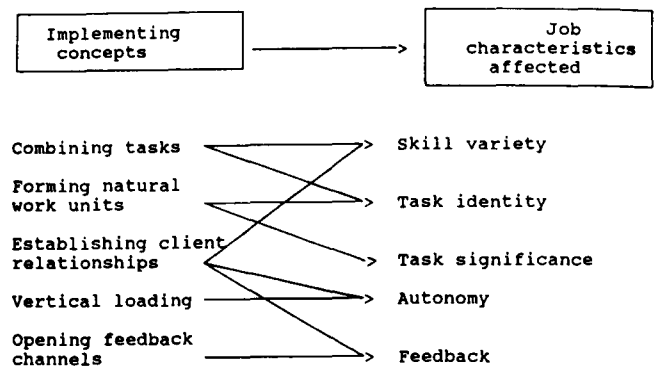 Implementing
concepts
Job
characteristics
affected
Combining tasks
Skill variety
Forming natural
work units
Task identity
Establishing client
relationships
Task significance
Vertical loading
Autonomy
Opening feedback
channels
Feedback